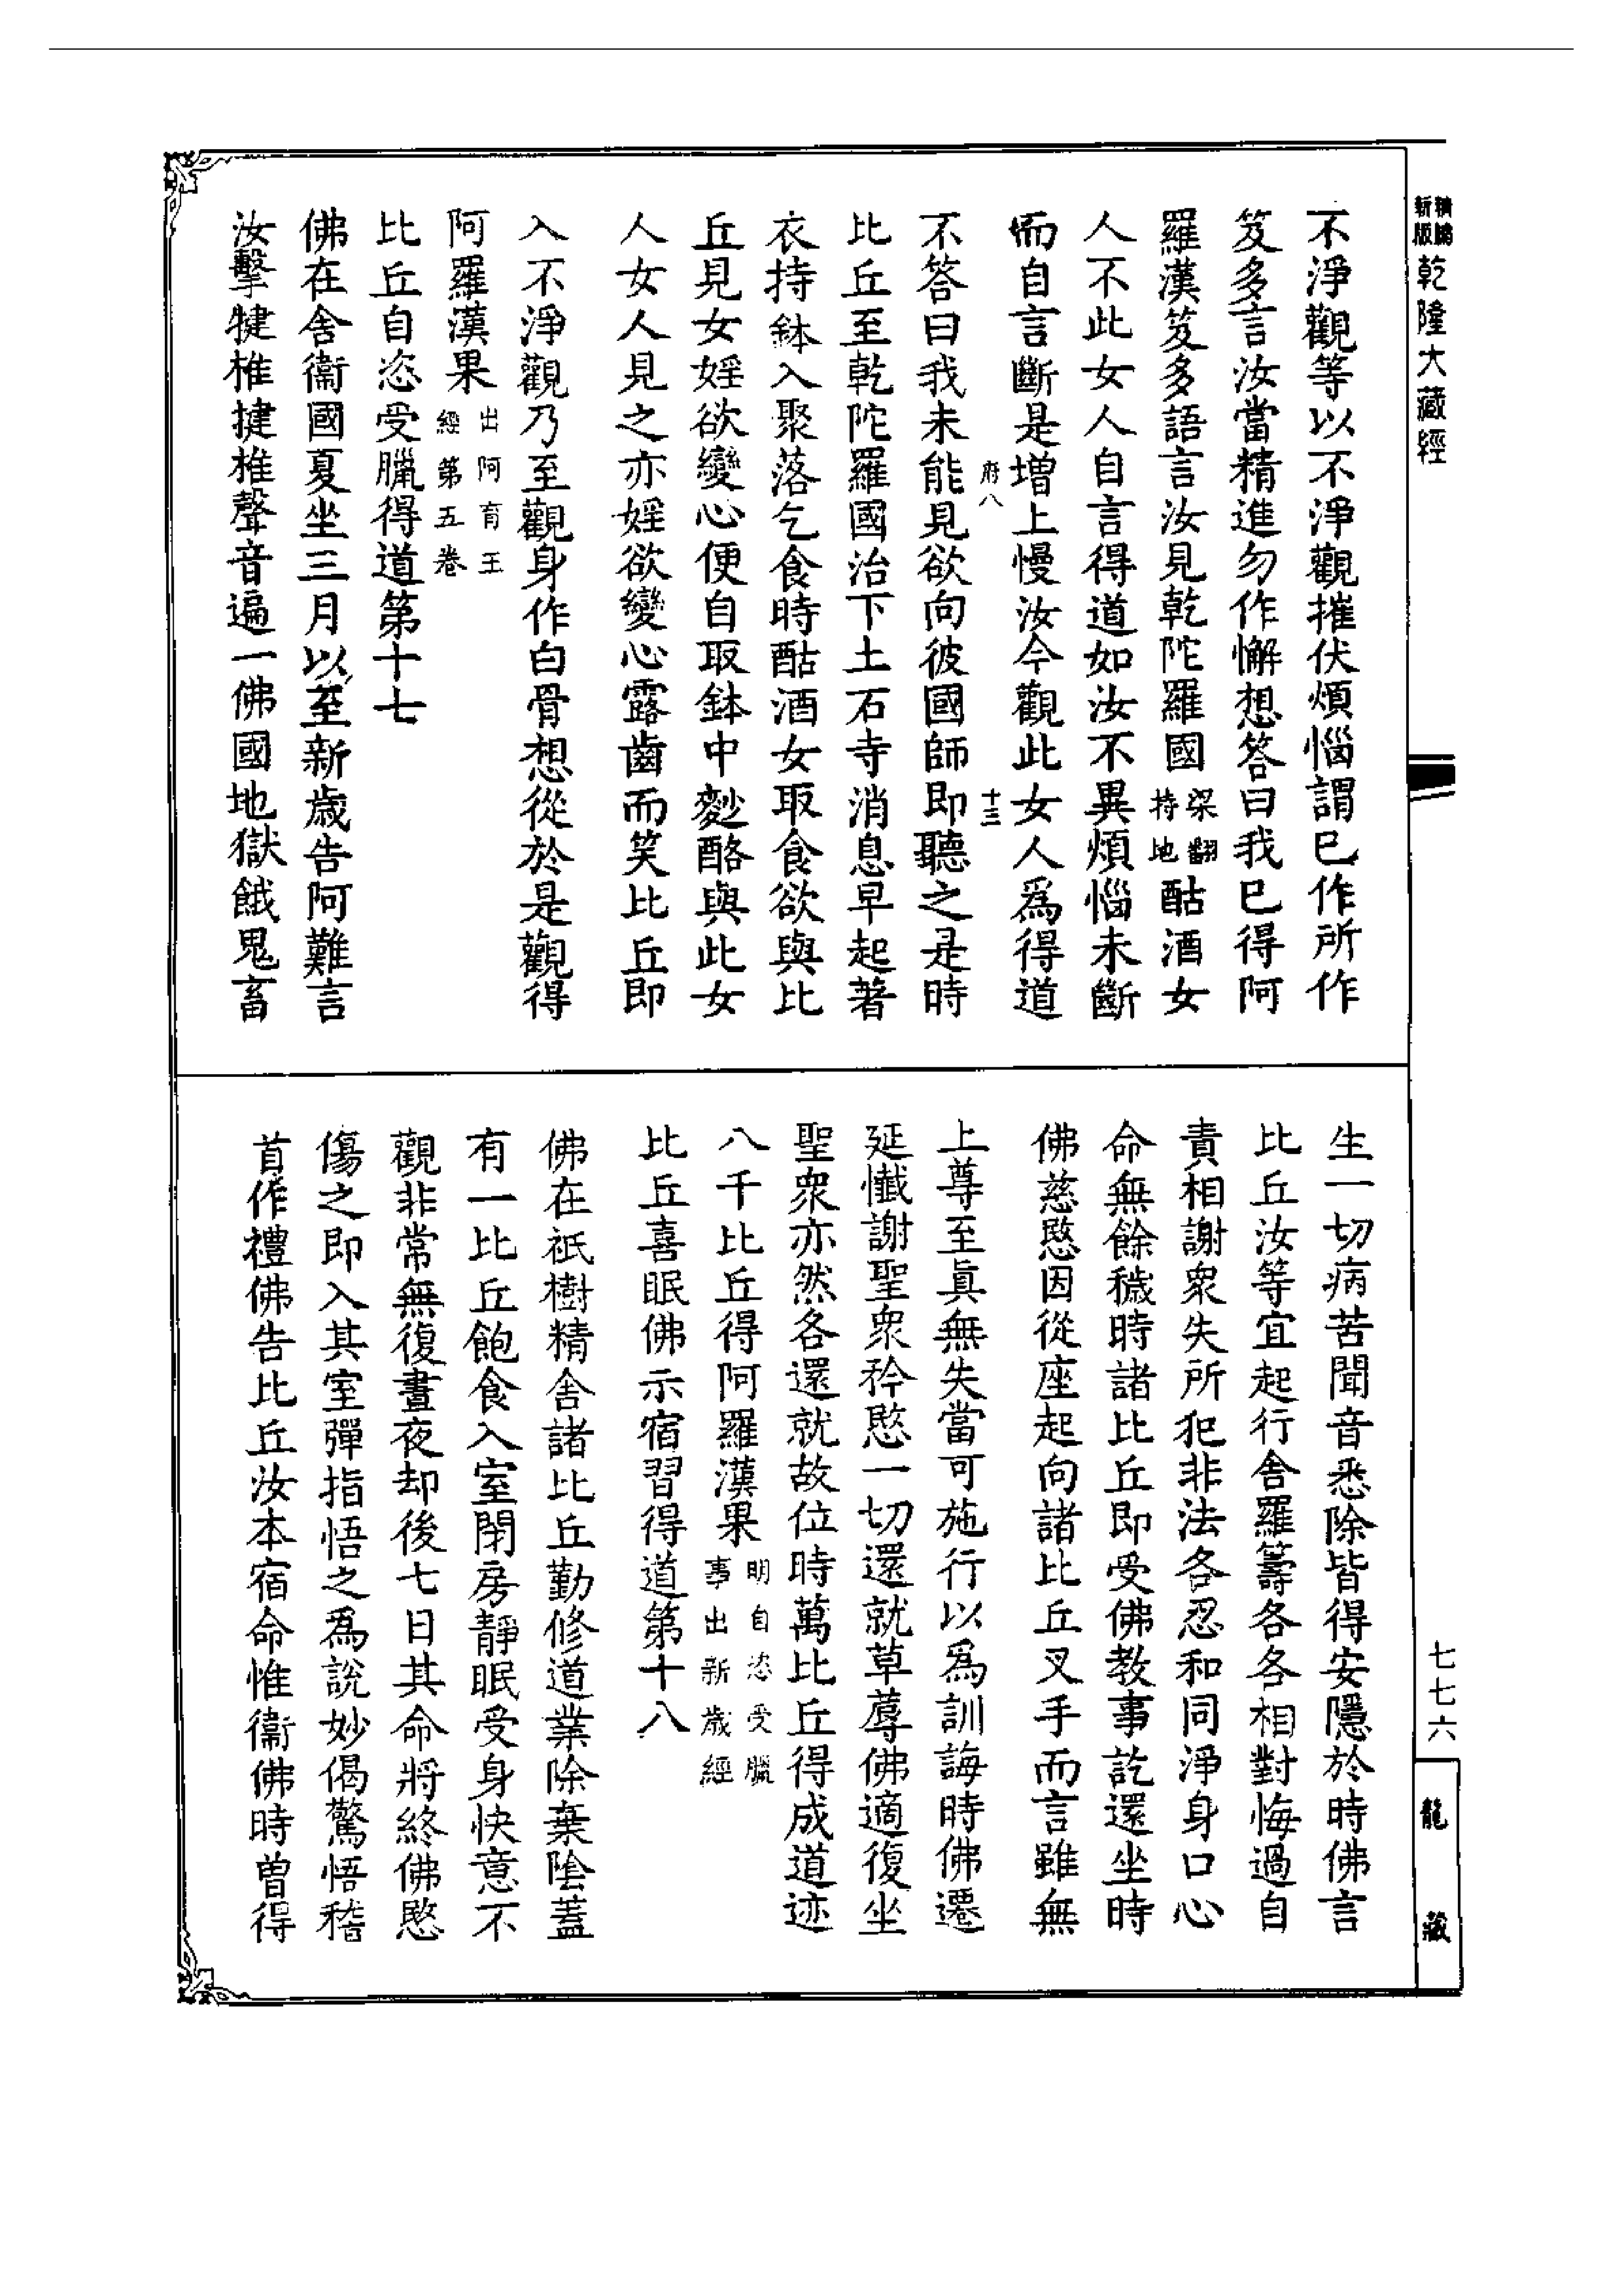 新版
精縮
乾隆大藏經
不淨觀等以不淨觀摧伏煩惱謂已作所作
笈多言汝當精進勿作懈想答曰我已得阿
羅漢笈多語言汝見乾陀羅國梁翻持地酤酒女
人不此女人自言得道如汝不異煩惱未斷
而自言斷是增上慢汝今觀此女人為得道
府八
十三
不答曰我未能見欲向彼國師即聽之是時
比丘至乾陀羅國治下土石寺消息早起著
衣持鉢入聚落乞食時酤酒女取食欲與比
丘見女婬欲變心便自取鉢中麨酪與此女
人女人見之亦婬欲變心露齒而笑比丘即
入不淨觀乃至觀身作白骨想從於是觀得
阿羅漢果出阿育王經第五卷
比丘自恣受臘得道第十七
佛在舍衞國夏坐三月以至新歲告阿難言
汝擊揵椎揵椎聲音遍一佛國地獄餓鬼畜
生一切病苦聞音悉除皆得安隱於時佛言
比丘汝等宜起行舍羅籌各各相對悔過自
責相謝眾失所犯非法各忍和同淨身口心
命無餘穢時諸比丘即受佛教事訖還坐時
佛慈愍因從座起向諸比丘叉手而言雖無
上尊至眞無失當可施行以為訓誨時佛遷
延懺謝聖眾矜愍一切還就草蓐佛適復坐
聖眾亦然各還就故位時萬比丘得成道迹
八千比丘得阿羅漢果明自恣受臘事出新歲經
比丘喜眠佛示宿習得道第十八
佛在祇樹精舍諸比丘勤修道業除棄陰蓋
有一比丘飽食入室閉房靜眠受身快意不
觀非常無復晝夜却後七日其命將終佛愍
傷之即入其室彈指悟之為說妙偈驚悟稽
首作禮佛告比丘汝本宿命惟衞佛時曾得
七七六
龍藏